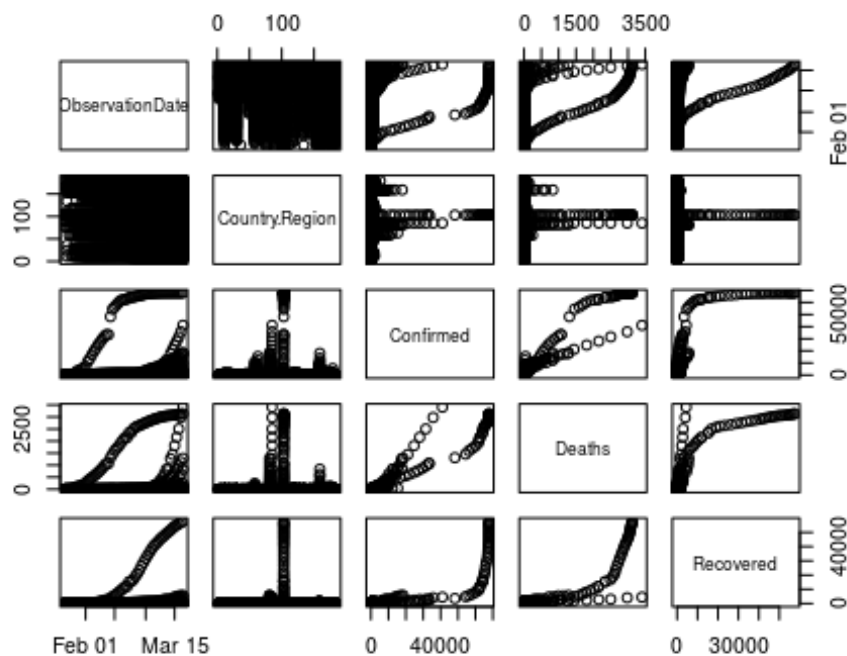 0 100 0 1500 3500
ObservationDate
Feb 01
0 100
Country.Region
Confirmed
0 50000
0 2500
Deaths
Recovered
0 40000
Feb 01 Mar 15 0 40000 0 30000